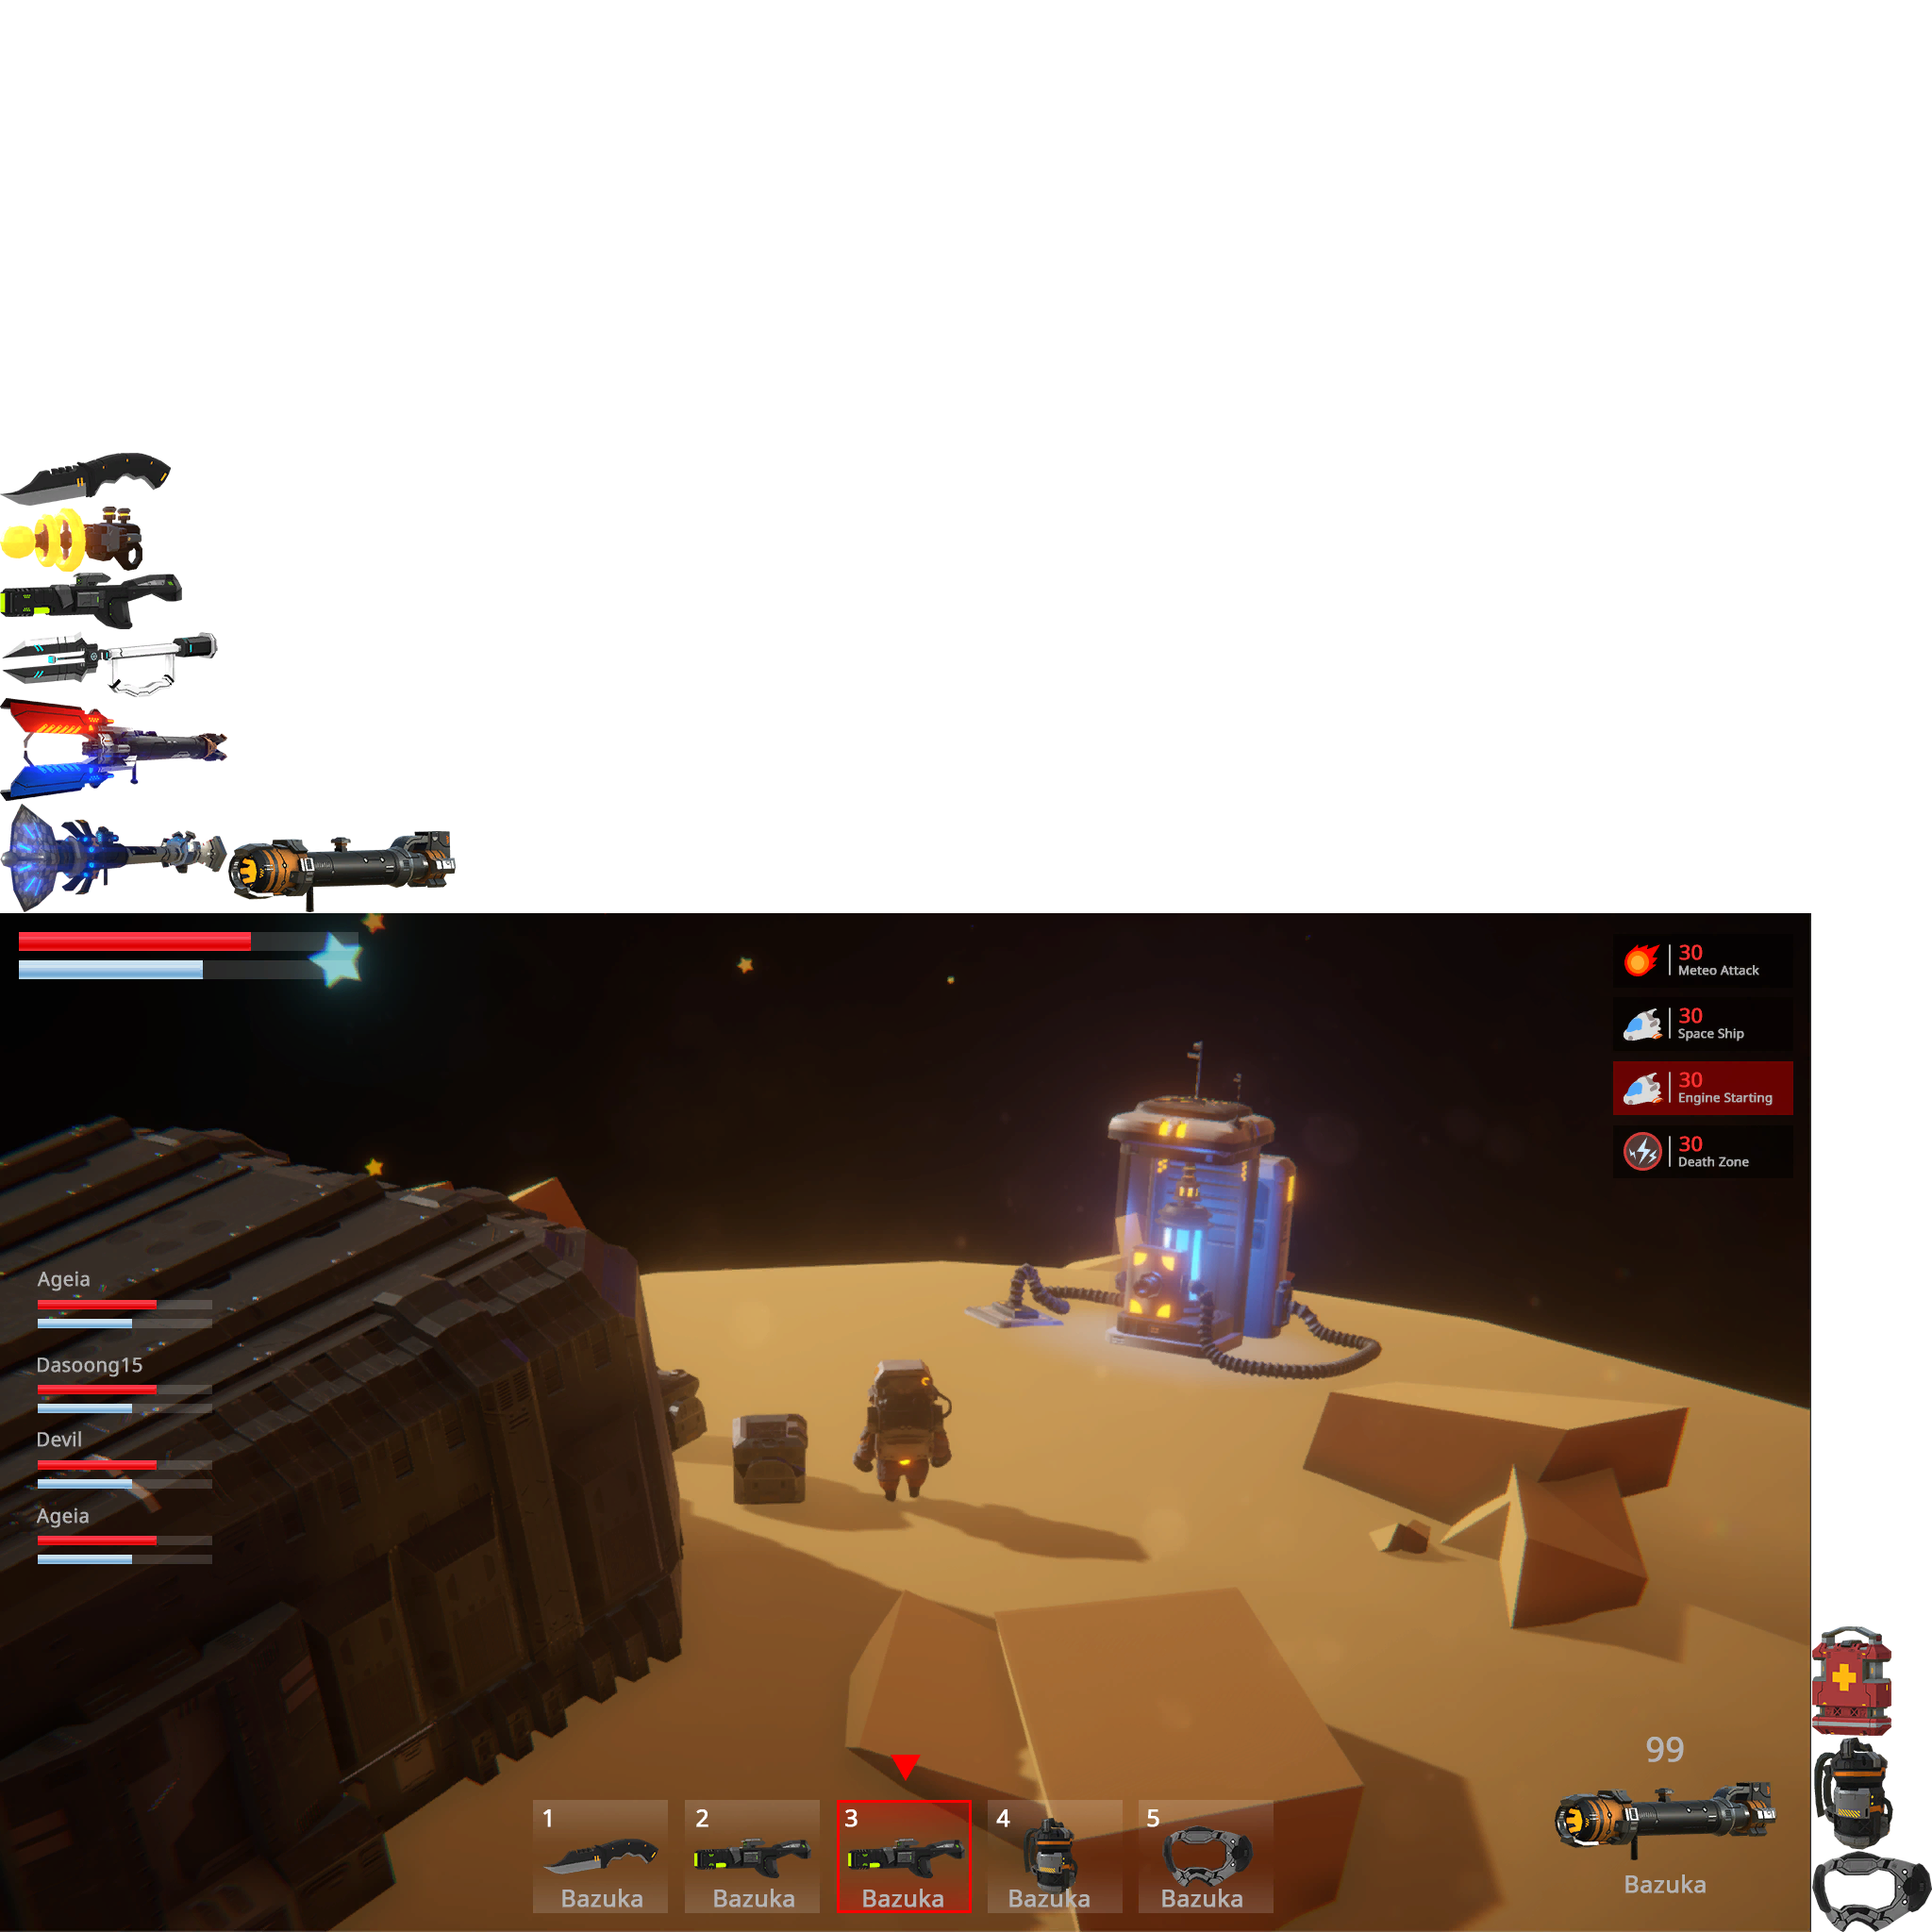 30
Meteo Attack
30
Space Ship
30
Engine Starting
30
Death Zone
Ageia
Dasoong15
Devil
Ageia
99
Bazuka
1
Bazuka
2
Bazuka
3
Bazuka
4
Bazuka
5
Bazuka